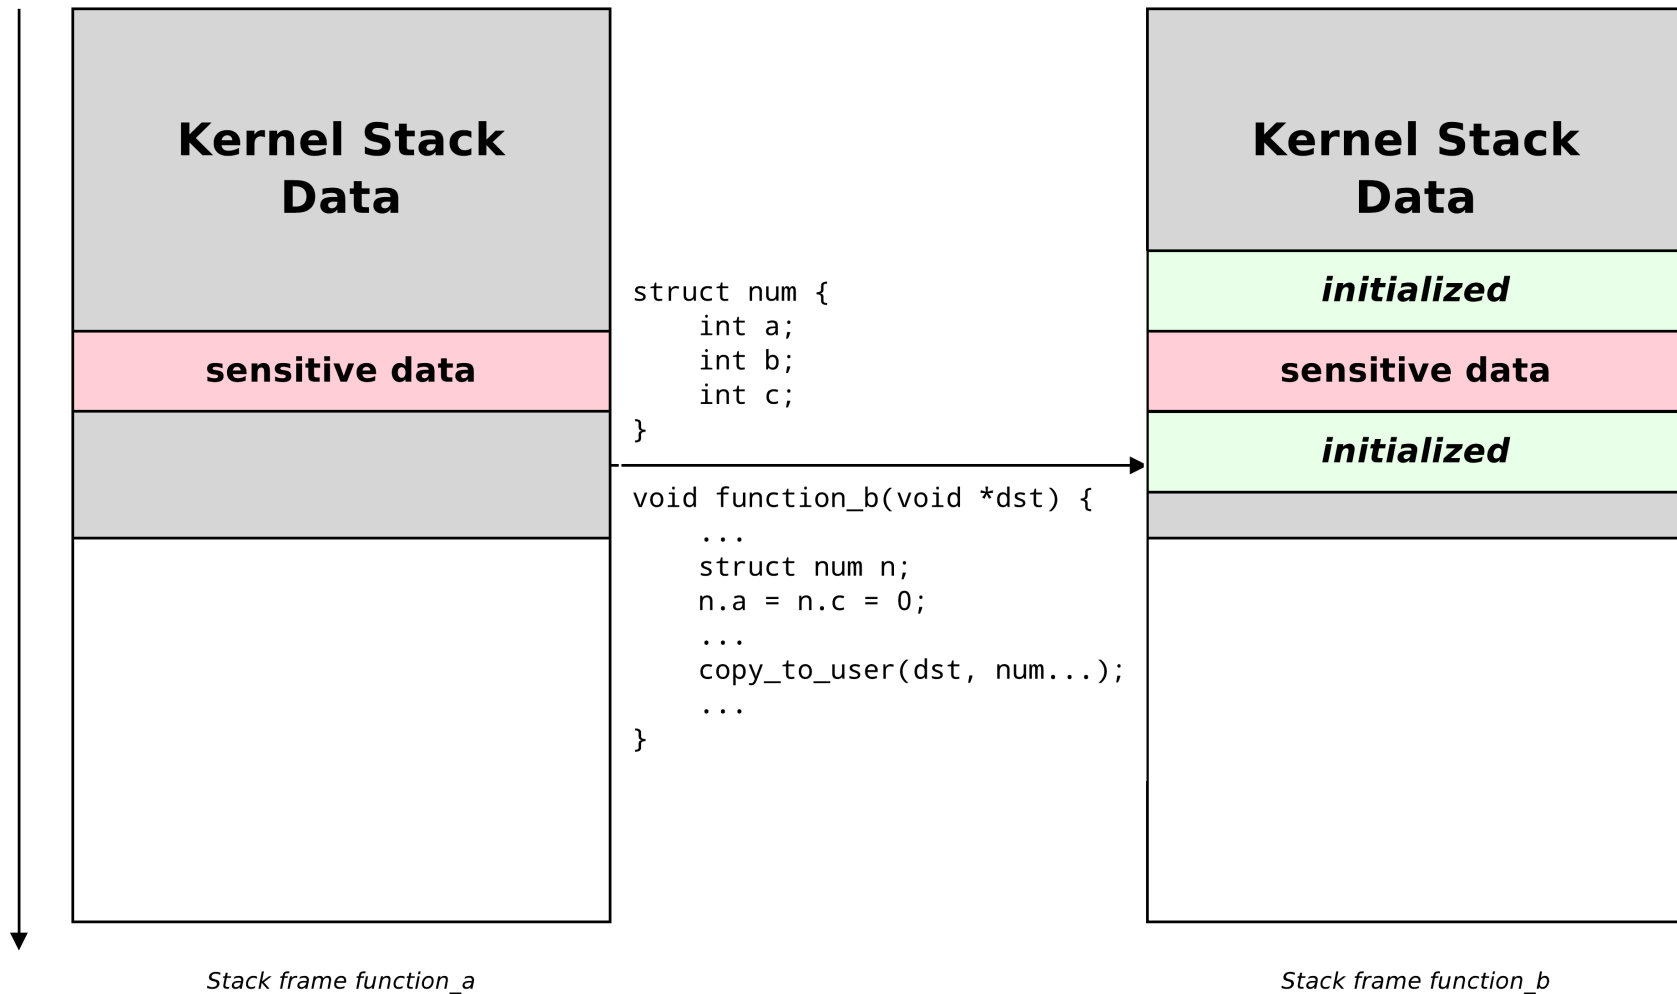 Kernel Stack
Data
sensitive data
Stack frame function_a
struct num {
    int a;
    int b;
    int c;
}
void function_b(void *dst) {
    ...
    struct num n;
    n.a = n.c = 0;
    ...
    copy_to_user(dst, num...);
    ...
}
Kernel Stack
Data
initialized
sensitive data
initialized
Stack frame function_b